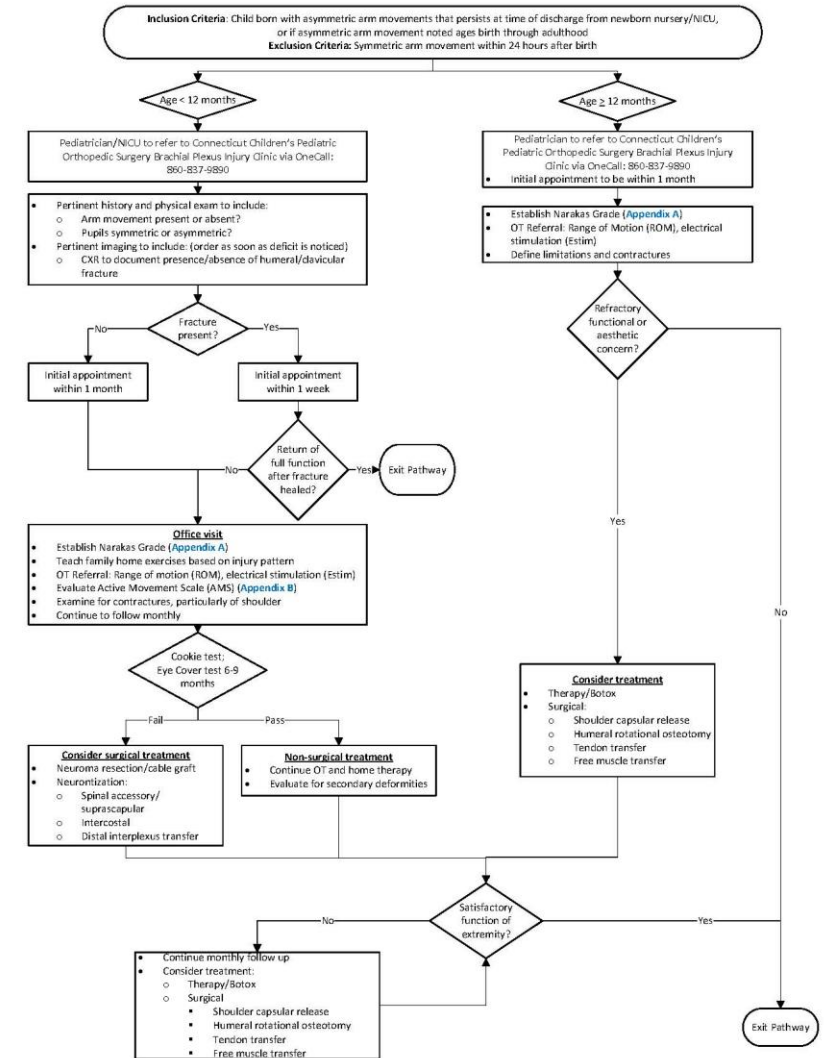 Inclusion Criteria: Child born with asymmetric arm movements that persists at time of discharge from newborn nursery/NICU,
or if asymmetric arm movement noted ages birth through adulthood
Exclusion Criteria: Symmetric arm movement within 24 hours after birth
Age < 12 months
Age ≥ 12 months
Pediatrician/NICU to refer to Connecticut Children's Pediatric
Orthopedic Surgery Brachial Plexus Injury Clinic via OneCall:
860-837-9890
Pediatrician to refer to Connecticut Children's
Pediatric Orthopedic Surgery Brachial Plexus Injury
Clinic via OneCall: 860-837-9890
• Initial appointment to be within 1 month
• Pertinent history and physical exam to include:
o Arm movement present or absent?
o Pupils symmetric or asymmetric?
• Pertinent imaging to include: (order as soon as deficit is noticed)
o CXR to document presence/absence of humeral/clavicular
fracture
• Establish Narakas Grade (Appendix A)
• OT Referral: Range of Motion (ROM), electrical
stimulation (Estim)
• Define limitations and contractures
Fracture
present?
No
Yes
Refractory
functional or
aesthetic
concern?
Initial appointment
within 1 month
Initial appointment
within 1 week
Return of
full function
after fracture
healed?
No
Yes
Exit Pathway
Yes
No
Office visit
• Establish Narakas Grade (Appendix A)
• Teach family home exercises based on injury pattern
• OT Referral: Range of motion (ROM), electrical stimulation (Estim)
• Evaluate Active Movement Scale (AMS) (Appendix B)
• Examine for contractures, particularly of shoulder
• Continue to follow monthly
Cookie test;
Eye Cover test 6-9
months
Fail
Pass
Consider surgical treatment
• Neuroma resection/cable graft
• Neurontization:
o Spinal accessory/
suprascapular
o Intercostal
o Distal interplexus transfer
Non-surgical treatment
• Continue OT and home therapy
• Evaluate for secondary deformities
Consider treatment
• Therapy/Botox
• Surgical:
o Shoulder capsular release
o Humeral rotational osteotomy
o Tendon transfer
o Free muscle transfer
Satisfactory
function of
extremity?
No
Yes
• Continue monthly follow up
• Consider treatment:
o Therapy/Botox
o Surgical
▪ Shoulder capsular release
▪ Humeral rotational osteotomy
▪ Tendon transfer
▪ Free muscle transfer
Exit Pathway